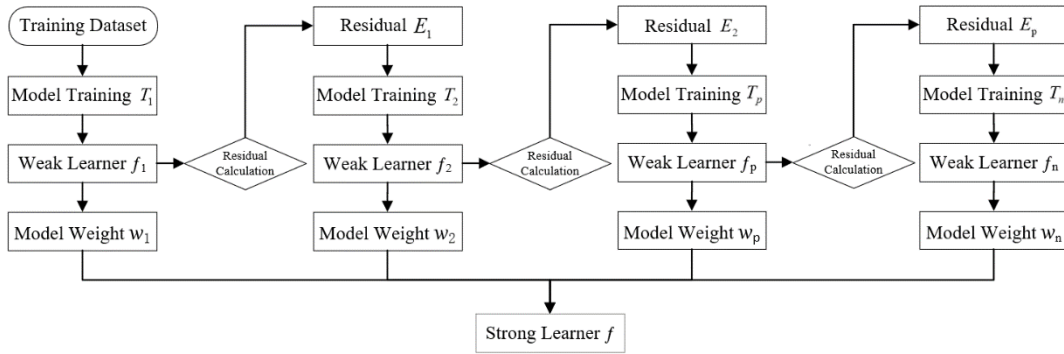 Training Dataset
Model Training T₁
Weak Learner f₁
Model Weight w₁
Residual
Calculation
Residual E₁
Model Training T₂
Weak Learner f₂
Model Weight w₂
Residual
Calculation
Residual E₂
Model Training Tₚ
Weak Learner fₚ
Model Weight wₚ
Residual
Calculation
Residual Eₚ
Model Training Tₙ
Weak Learner fₙ
Model Weight wₙ
Strong Learner f